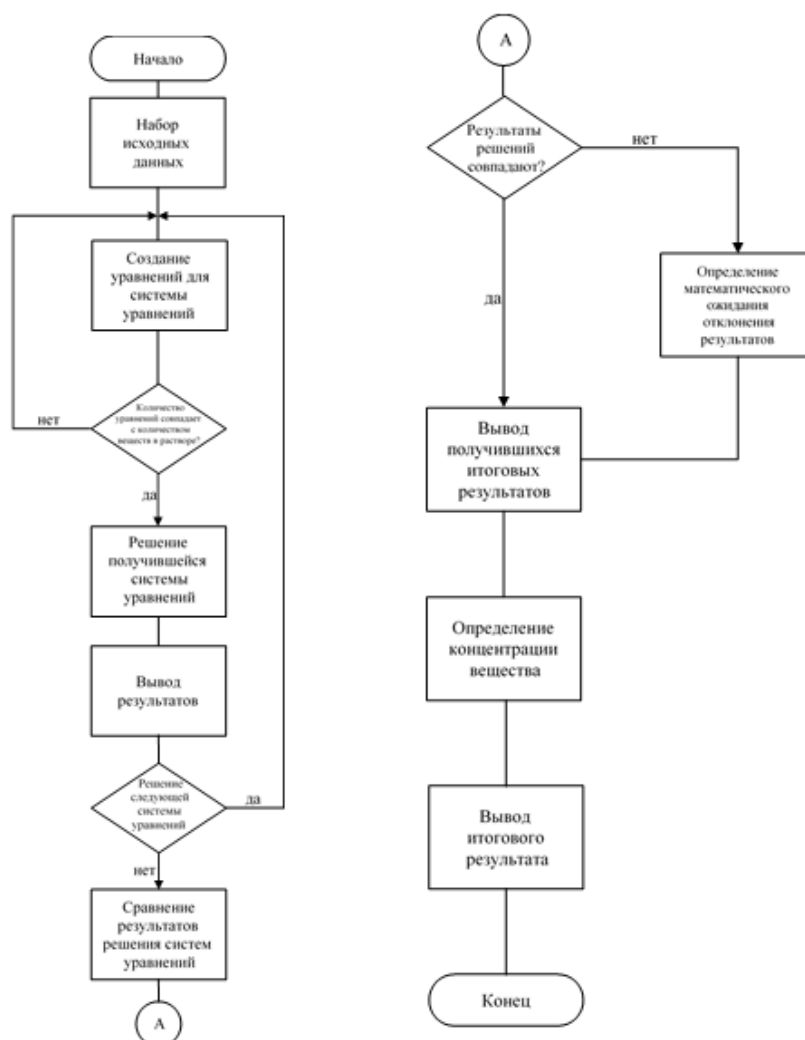 Начало
Набор
исходных
данных
Создание
уравнений для
системы
уравнений
Количество
уравнений совпадает
с количеством
веществ в растворе?
нет
да
Решение
получившейся
системы
уравнений
Вывод
результатов
Решение
следующей
системы
уравнений
да
нет
Сравнение
результатов
решения систем
уравнений
А
А
Результаты
решений
совпадают?
нет
Определение
математического
ожидания
отклонения
результатов
да
Вывод
получившихся
итоговых
результатов
Определение
концентрации
вещества
Вывод
итогового
результата
Конец